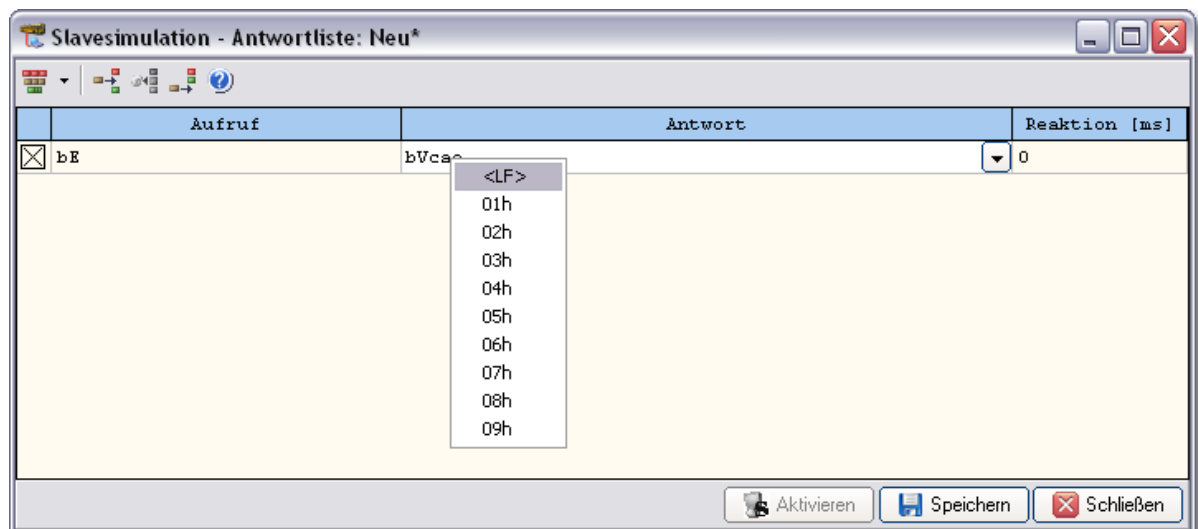 Slavesimulation - Antwortliste: Neu*
Aufruf Antwort Reaktion [ms]
bE bVcac 0
<LF>
01h
02h
03h
04h
05h
06h
07h
08h
09h
Aktivieren Speichern Schließen